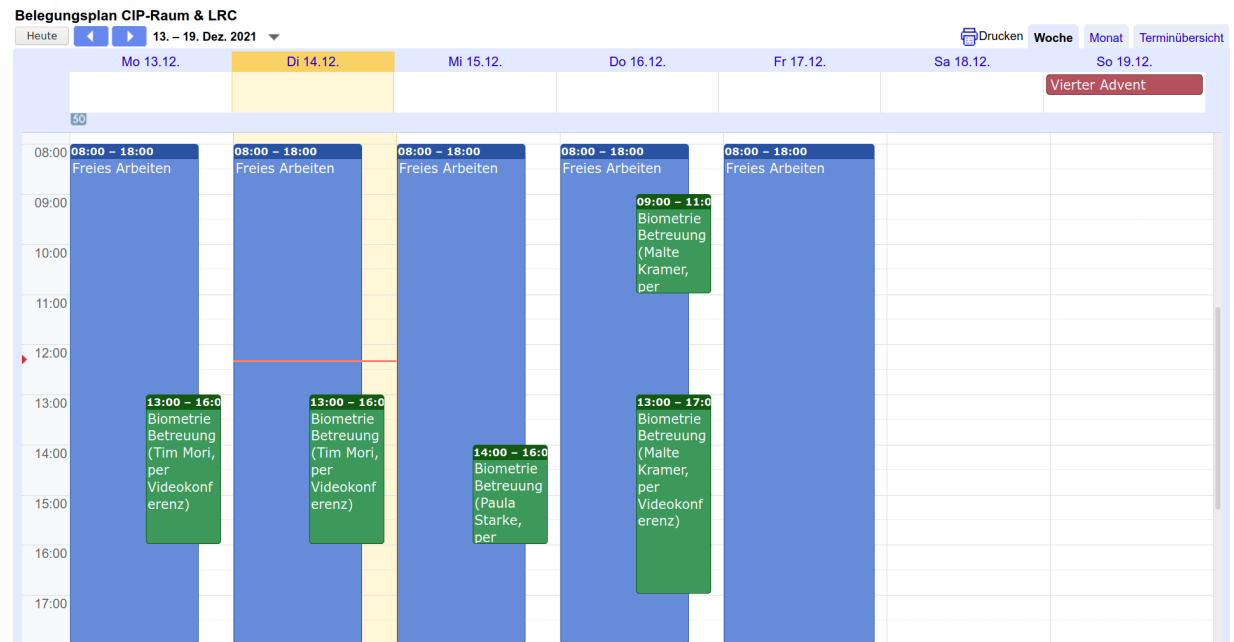 Belegungsplan CIP-Raum & LRC
Heute
13. – 19. Dez. 2021
Drucken
Woche
Monat
Terminübersicht
Mo 13.12.
Di 14.12.
Mi 15.12.
Do 16.12.
Fr 17.12.
Sa 18.12.
So 19.12.
Vierter Advent
50
08:00
09:00
10:00
11:00
12:00
13:00
14:00
15:00
16:00
17:00
08:00 – 18:00
Freies Arbeiten
13:00 – 16:0
Biometrie
Betreuung
(Tim Mori,
per
Videokonf
erenz)
08:00 – 18:00
Freies Arbeiten
13:00 – 16:0
Biometrie
Betreuung
(Tim Mori,
per
Videokonf
erenz)
08:00 – 18:00
Freies Arbeiten
14:00 – 16:0
Biometrie
Betreuung
(Paula
Starke,
per
08:00 – 18:00
Freies Arbeiten
09:00 – 11:0
Biometrie
Betreuung
(Malte
Kramer,
per
13:00 – 17:0
Biometrie
Betreuung
(Malte
Kramer,
per
Videokonf
erenz)
08:00 – 18:00
Freies Arbeiten